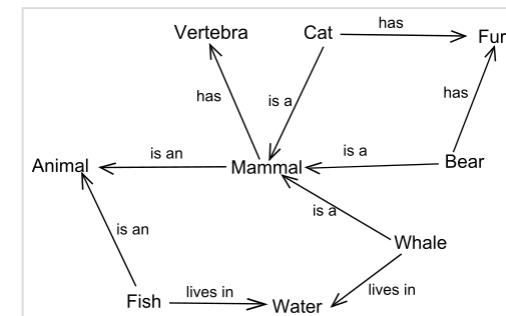 has
Vertebra
Cat
Fur
has
is a
has
Animal
is an
Mammal
is a
Bear
is a
is an
Whale
Fish
lives in
Water
lives in